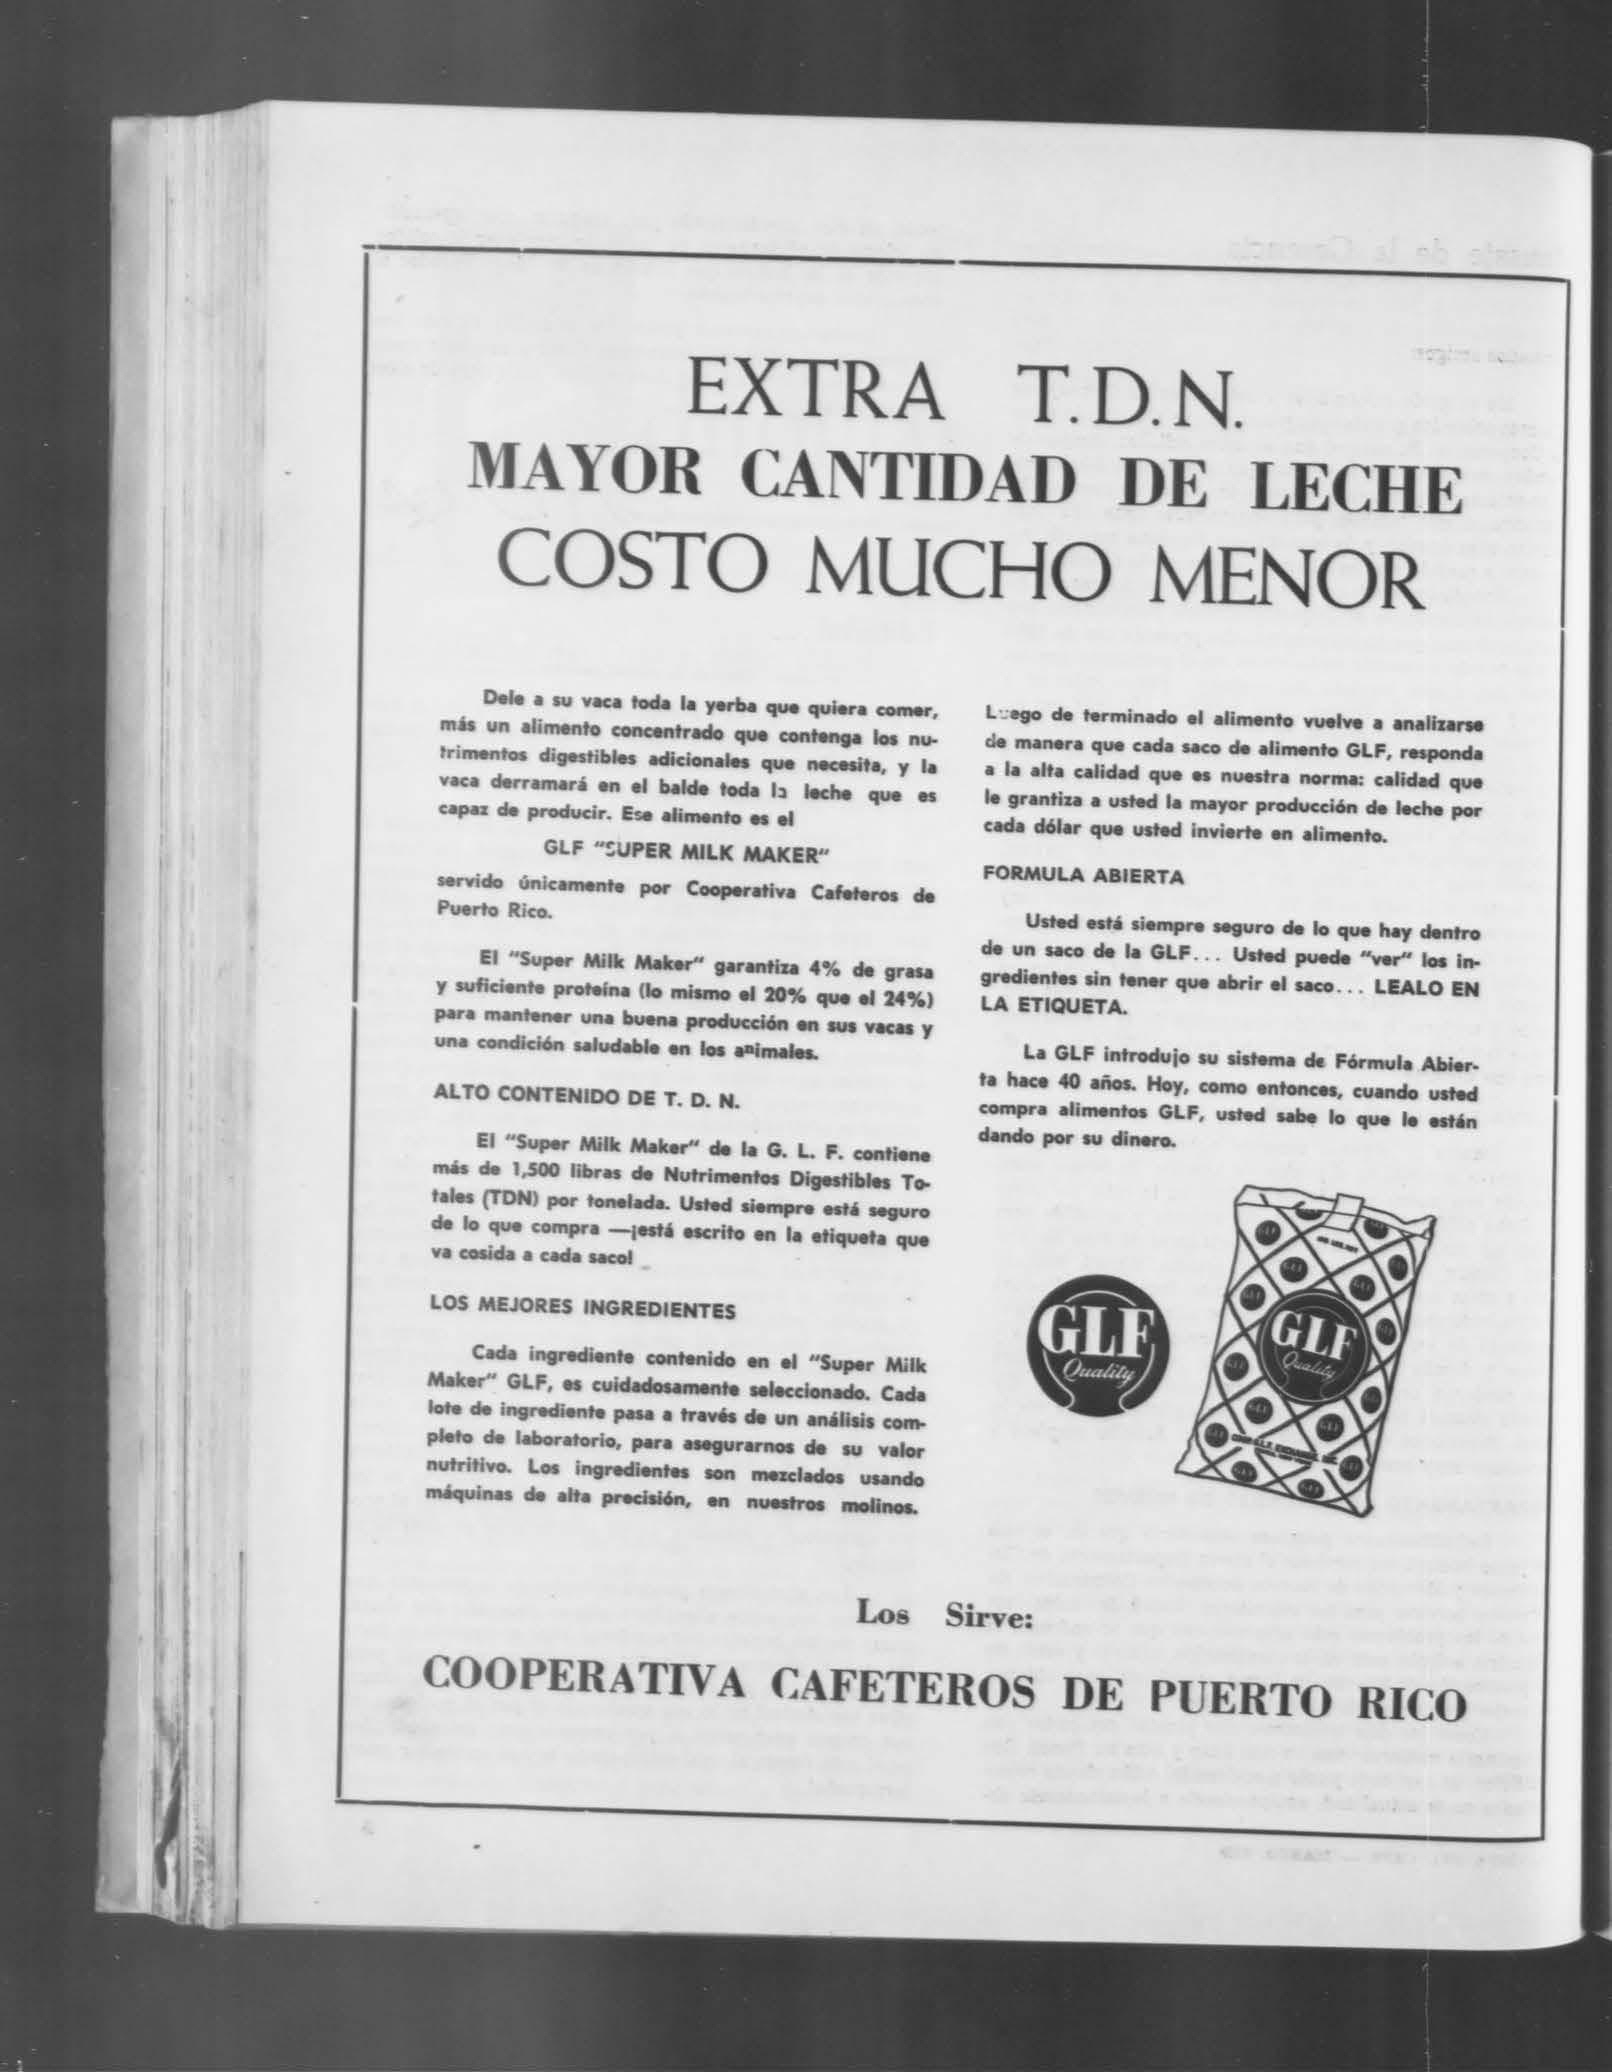 EXTRA T.D.N.
MAYOR CANTIDAD DE LECHE
COSTO MUCHO MENOR
Dele a su vaca toda la yerba que quiera comer,
más un alimento concentrado que contenga los nu-
trimentos digestibles adicionales que necesita, y la
vaca derramará en el balde toda la leche que es
capaz de producir. Ese alimento es el
GLF "SUPER MILK MAKER"
servido únicamente por Cooperativa Cafeteros de
Puerto Rico.
El "Super Milk Maker" garantiza 4% de grasa
y suficiente proteína (lo mismo el 20% que el 24%)
para mantener una buena producción en sus vacas y
una condición saludable en los animales.
ALTO CONTENIDO DE T. D. N.
El "Super Milk Maker" de la G. L. F. contiene
más de 1,500 libras de Nutrimentos Digestibles To-
tales (TDN) por tonelada. Usted siempre está seguro
de lo que compra —¡está escrito en la etiqueta que
va cosida a cada saco!
LOS MEJORES INGREDIENTES
Cada ingrediente contenido en el "Super Milk
Maker" GLF, es cuidadosamente seleccionado. Cada
lote de ingrediente pasa a través de un análisis com-
pleto de laboratorio, para asegurarnos de su valor
nutritivo. Los ingredientes son mezclados usando
máquinas de alta precisión, en nuestros molinos.
Luego de terminado el alimento vuelve a analizarse
de manera que cada saco de alimento GLF, responda
a la alta calidad que es nuestra norma: calidad que
le grantiza a usted la mayor producción de leche por
cada dólar que usted invierte en alimento.
FORMULA ABIERTA
Usted está siempre seguro de lo que hay dentro
de un saco de la GLF... Usted puede "ver" los in-
gredientes sin tener que abrir el saco... LEALO EN
LA ETIQUETA.
La GLF introdujo su sistema de Fórmula Abier-
ta hace 40 años. Hoy, como entonces, cuando usted
compra alimentos GLF, usted sabe lo que le están
dando por su dinero.
GLF
Quality
GLF
Quality
Los Sirve:
COOPERATIVA CAFETEROS DE PUERTO RICO